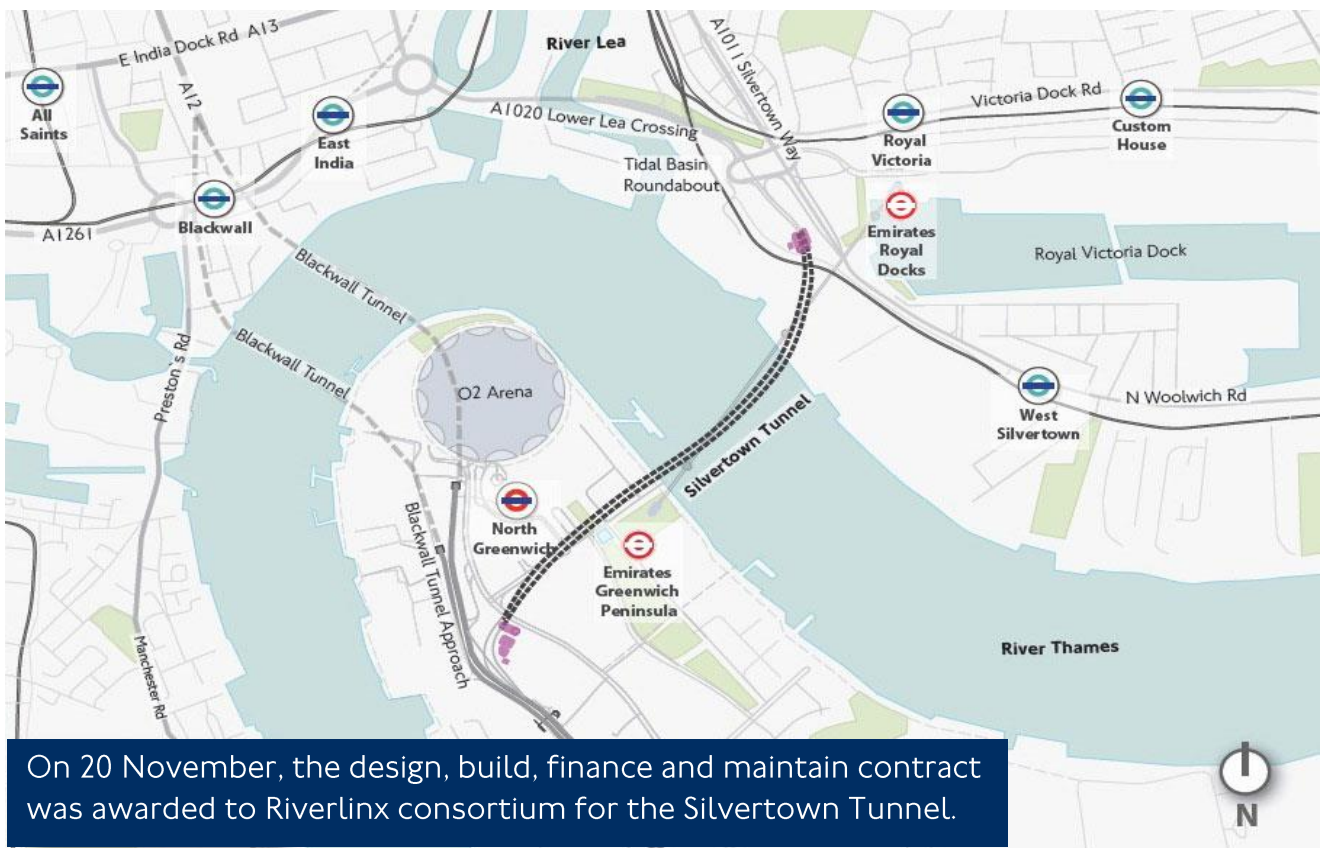 E India Dock Rd A13
River Lea
A1011 Silvertown Way
A12
All
Saints
East
India
A1020 Lower Lea Crossing
Victoria Dock Rd
Royal
Victoria
Custom
House
Tidal Basin
Roundabout
Blackwall
A1261
Emirates
Royal
Docks
Royal Victoria Dock
Blackwall Tunnel
Blackwall Tunnel
Preston`s Rd
O2 Arena
Silvertown Tunnel
West
Silvertown
N Woolwich Rd
North
Greenwich
Blackwall Tunnel Approach
Emirates
Greenwich
Peninsula
Manchester Rd
River Thames
On 20 November, the design, build, finance and maintain contract
was awarded to Riverlinx consortium for the Silvertown Tunnel.
N